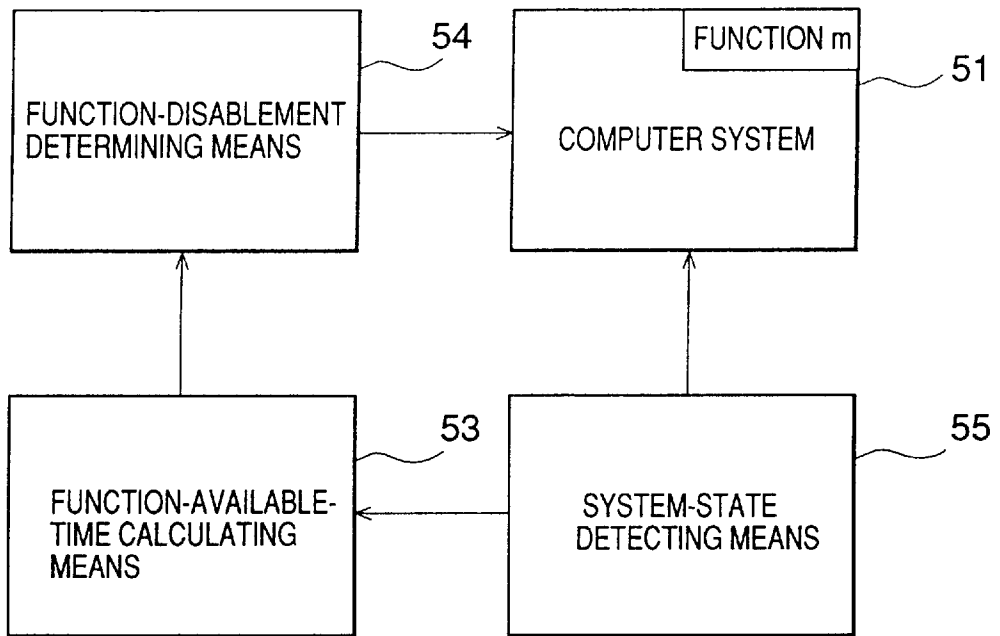 54
FUNCTION-DISABLEMENT
DETERMINING MEANS
FUNCTION m
51
COMPUTER SYSTEM
53
FUNCTION-AVAILABLE-
TIME CALCULATING
MEANS
55
SYSTEM-STATE
DETECTING MEANS